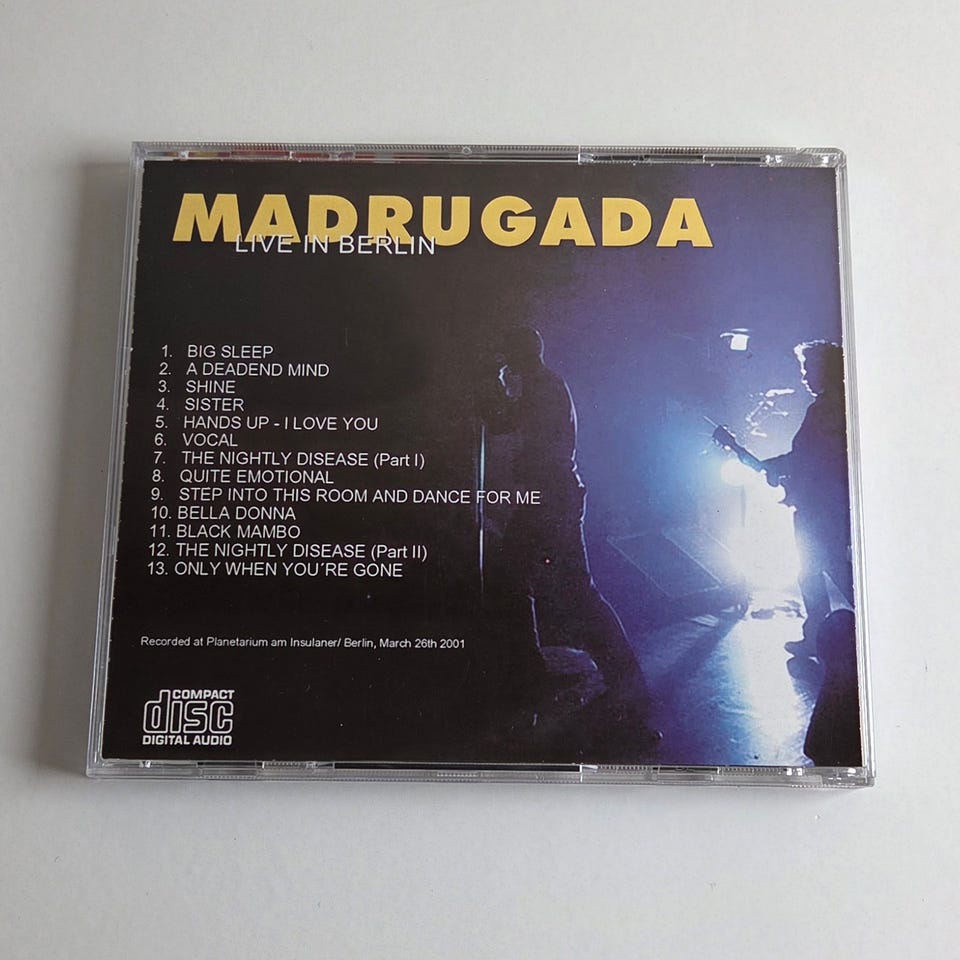 MADRUGADA
LIVE IN BERLIN
1. BIG SLEEP
2. A DEADEND MIND
3. SHINE
4. SISTER
5. HANDS UP - I LOVE YOU
6. VOCAL
7. THE NIGHTLY DISEASE (Part I)
8. QUITE EMOTIONAL
9. STEP INTO THIS ROOM AND DANCE FOR ME
10. BELLA DONNA
11. BLACK MAMBO
12. THE NIGHTLY DISEASE (Part II)
13. ONLY WHEN YOU´RE GONE
Recorded at Planetarium am Insulaner/ Berlin, March 26th 2001
COMPACT
disc
DIGITAL AUDIO